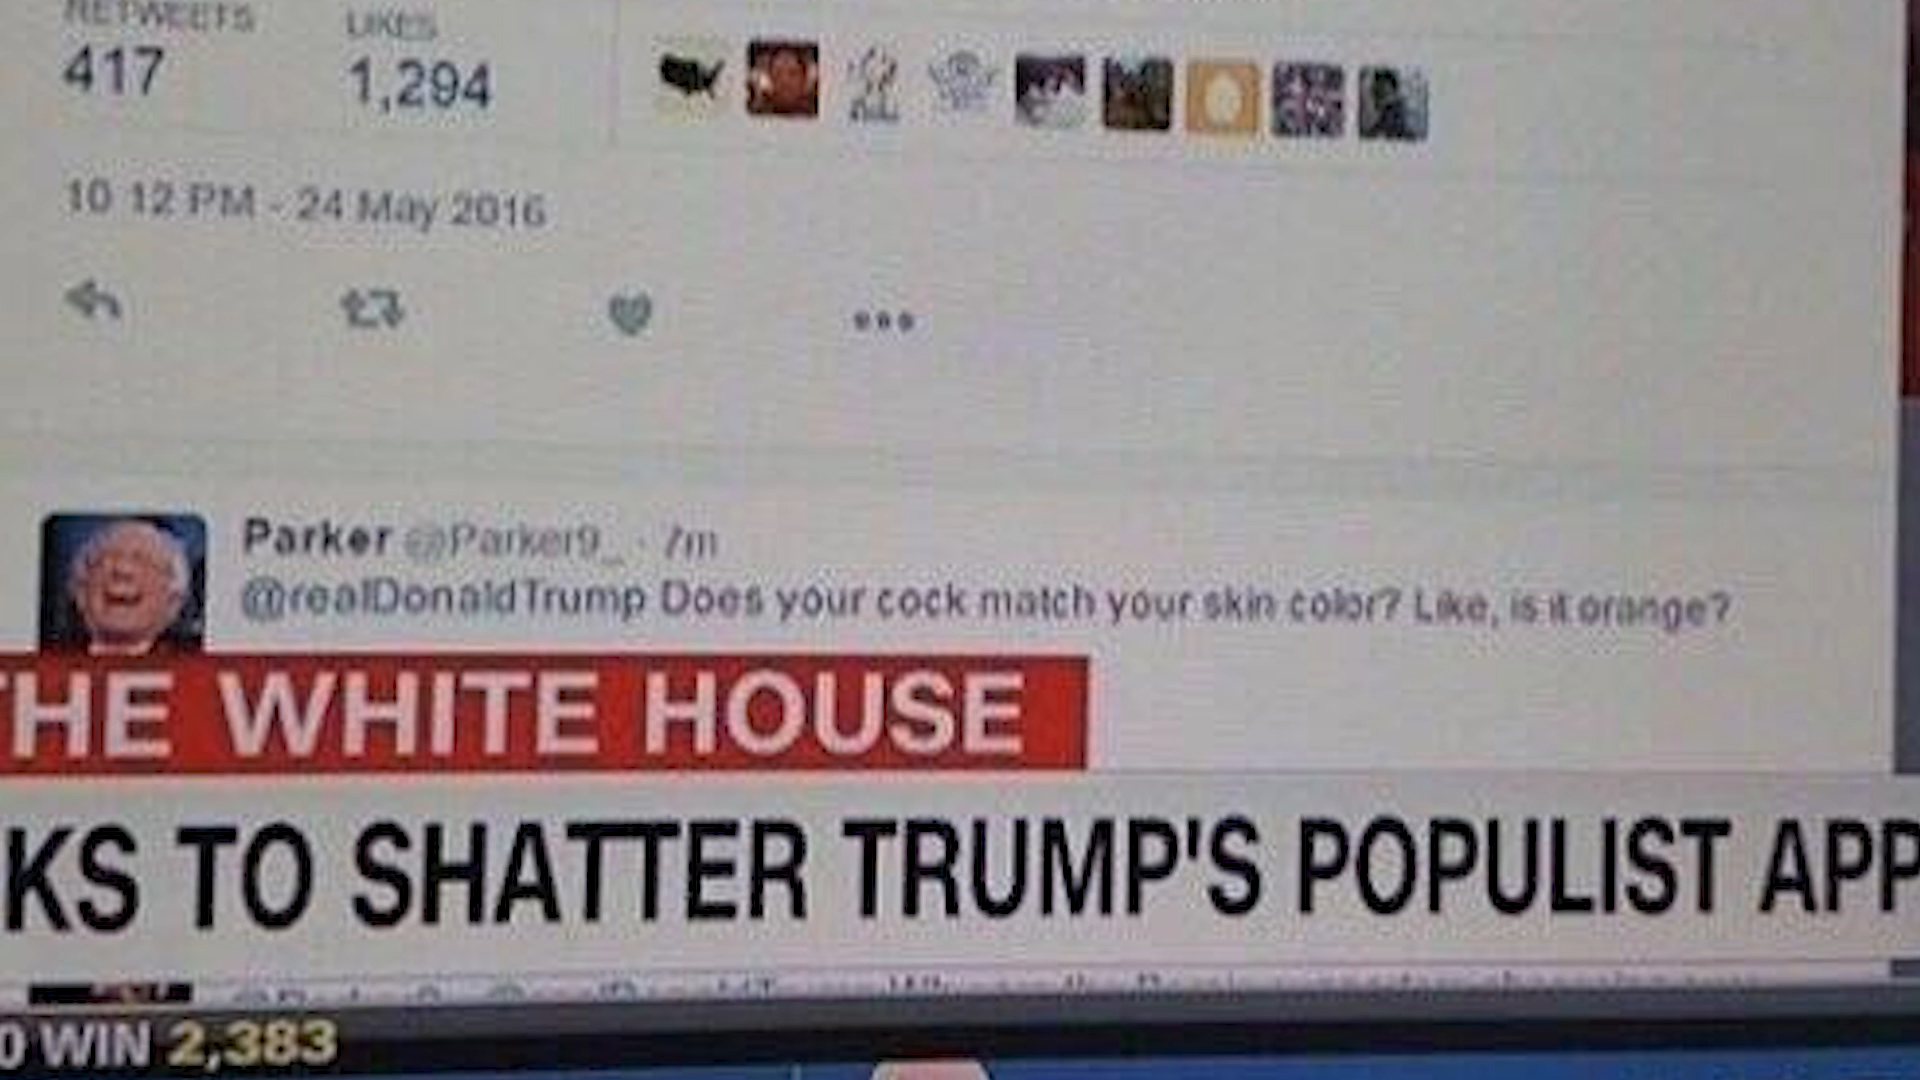 RETWEETS LIKES
417 1,294
10 12 PM - 24 May 2016
Parker @Parker9_ · 7m
@realDonaldTrump Does your cock match your skin color? Like, is it orange?
THE WHITE HOUSE
KS TO SHATTER TRUMP'S POPULIST APP
0 WIN 2,383